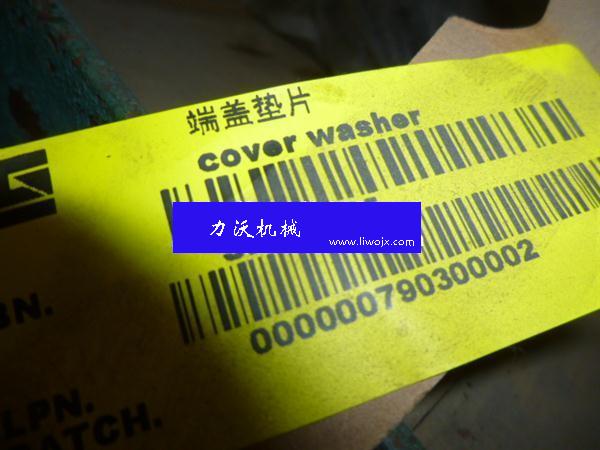 端盖垫片
cover washer
力沃机械
www.liwojx.com
000000790300002
BN.
LPN.
BATCH.